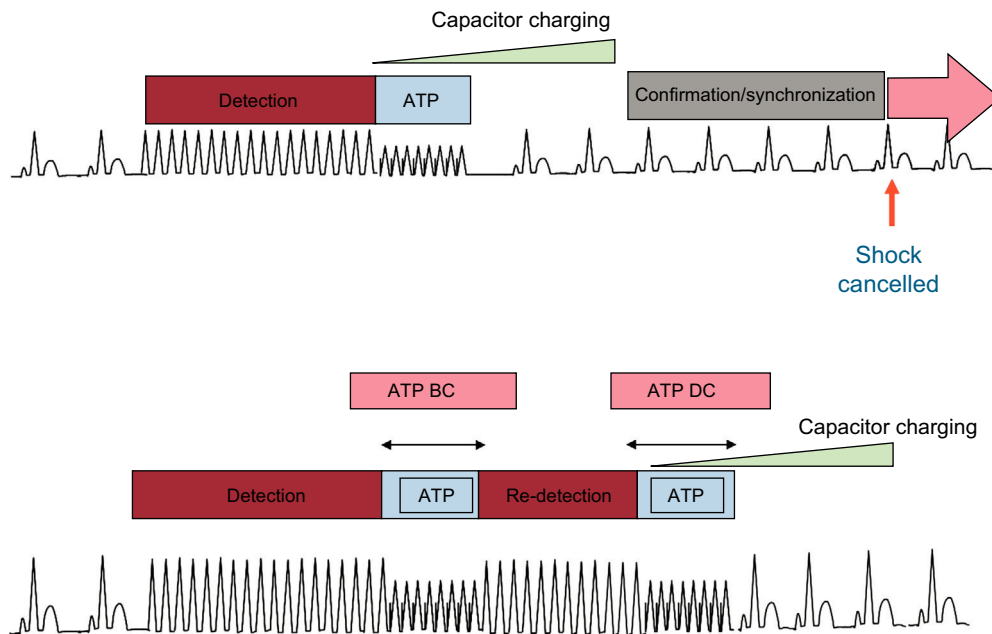 Capacitor charging
Detection
ATP
Confirmation/synchronization
Shock
cancelled
ATP BC
ATP DC
Capacitor charging
Detection
ATP
Re-detection
ATP